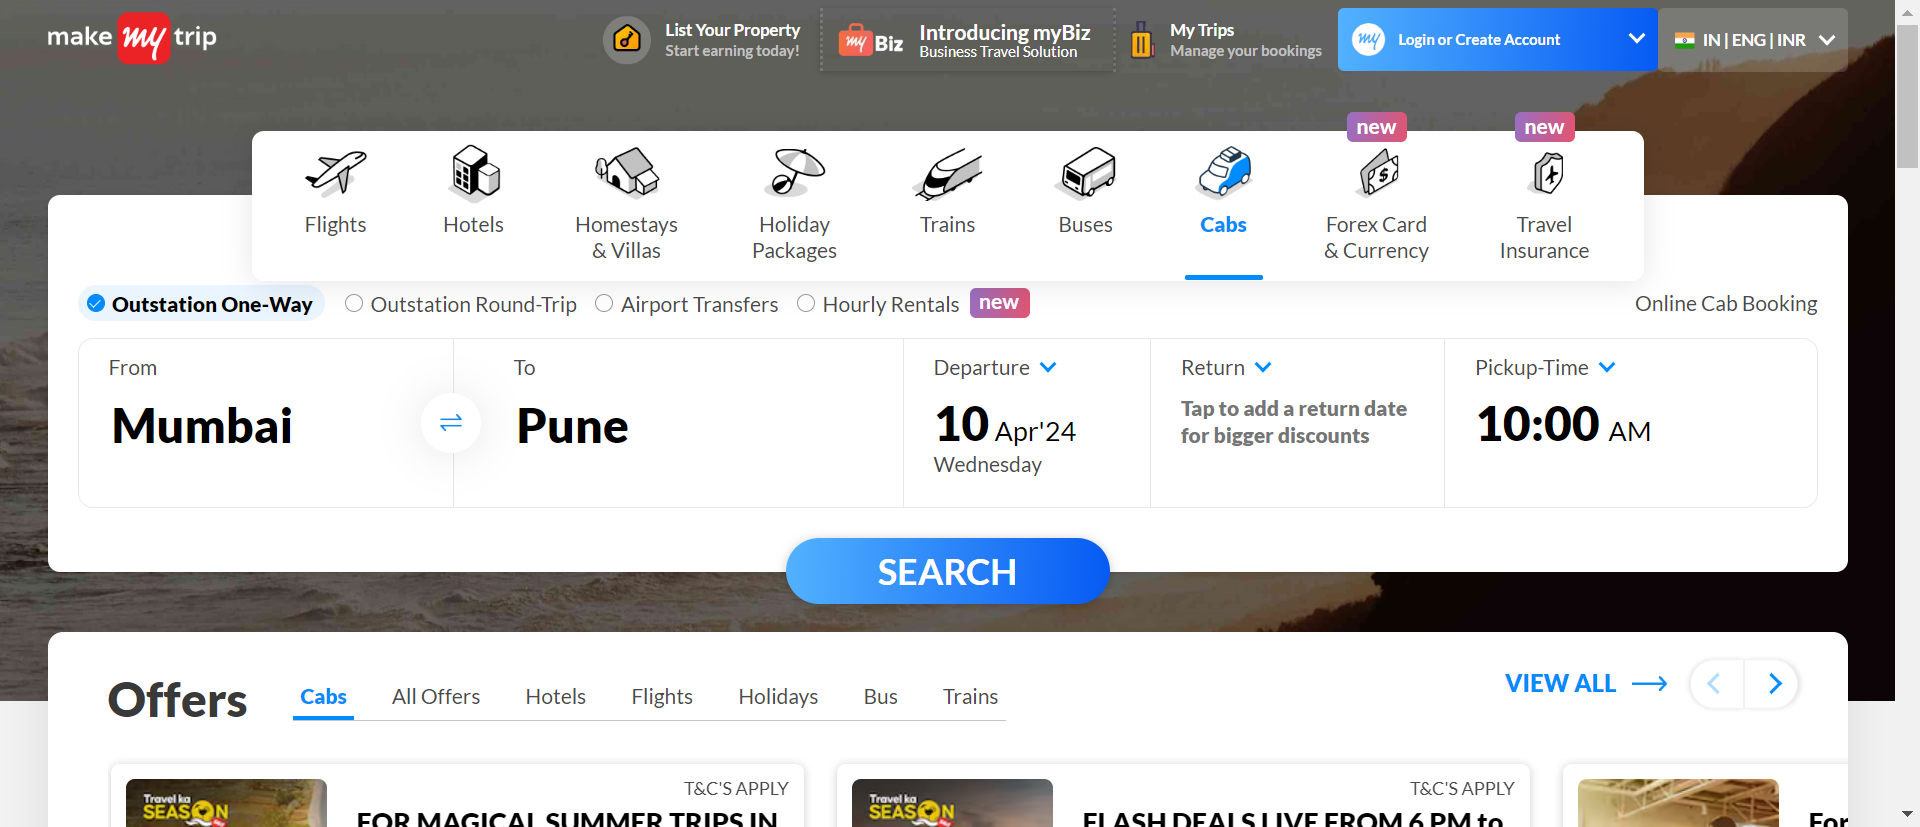 make my trip
List Your Property
Start earning today!
my Biz
Introducing myBiz
Business Travel Solution
My Trips
Manage your bookings
my
Login or Create Account
IN | ENG | INR
new
new
Flights
Hotels
Homestays
& Villas
Holiday
Packages
Trains
Buses
Cabs
Forex Card
& Currency
Travel
Insurance
Outstation One-Way
Outstation Round-Trip
Airport Transfers
Hourly Rentals
new
Online Cab Booking
From
Mumbai
To
Pune
Departure
10 Apr'24
Wednesday
Return
Tap to add a return date
for bigger discounts
Pickup-Time
10:00 AM
SEARCH
Offers
Cabs
All Offers
Hotels
Flights
Holidays
Bus
Trains
VIEW ALL
Travel ka
SEASON
T&C'S APPLY
FOR MAGICAL SUMMER TRIPS IN
Travel ka
SEASON
T&C'S APPLY
FLASH DEALS LIVE FROM 6 PM to
For